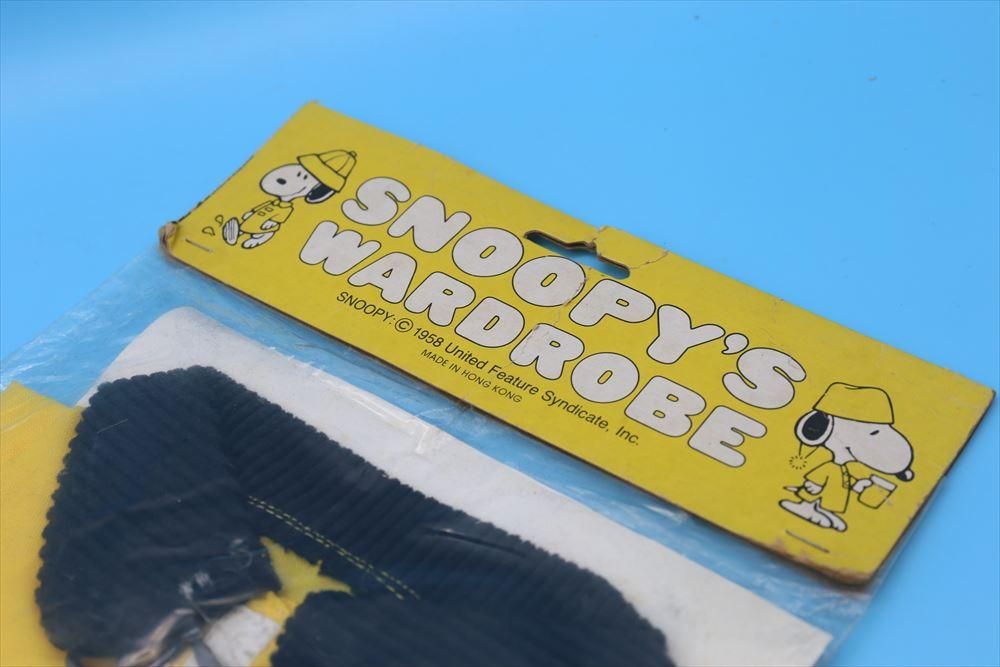 SNOOPY'S
WARDROBE
SNOOPY: © 1958 United Feature Syndicate, Inc.
MADE IN HONG KONG